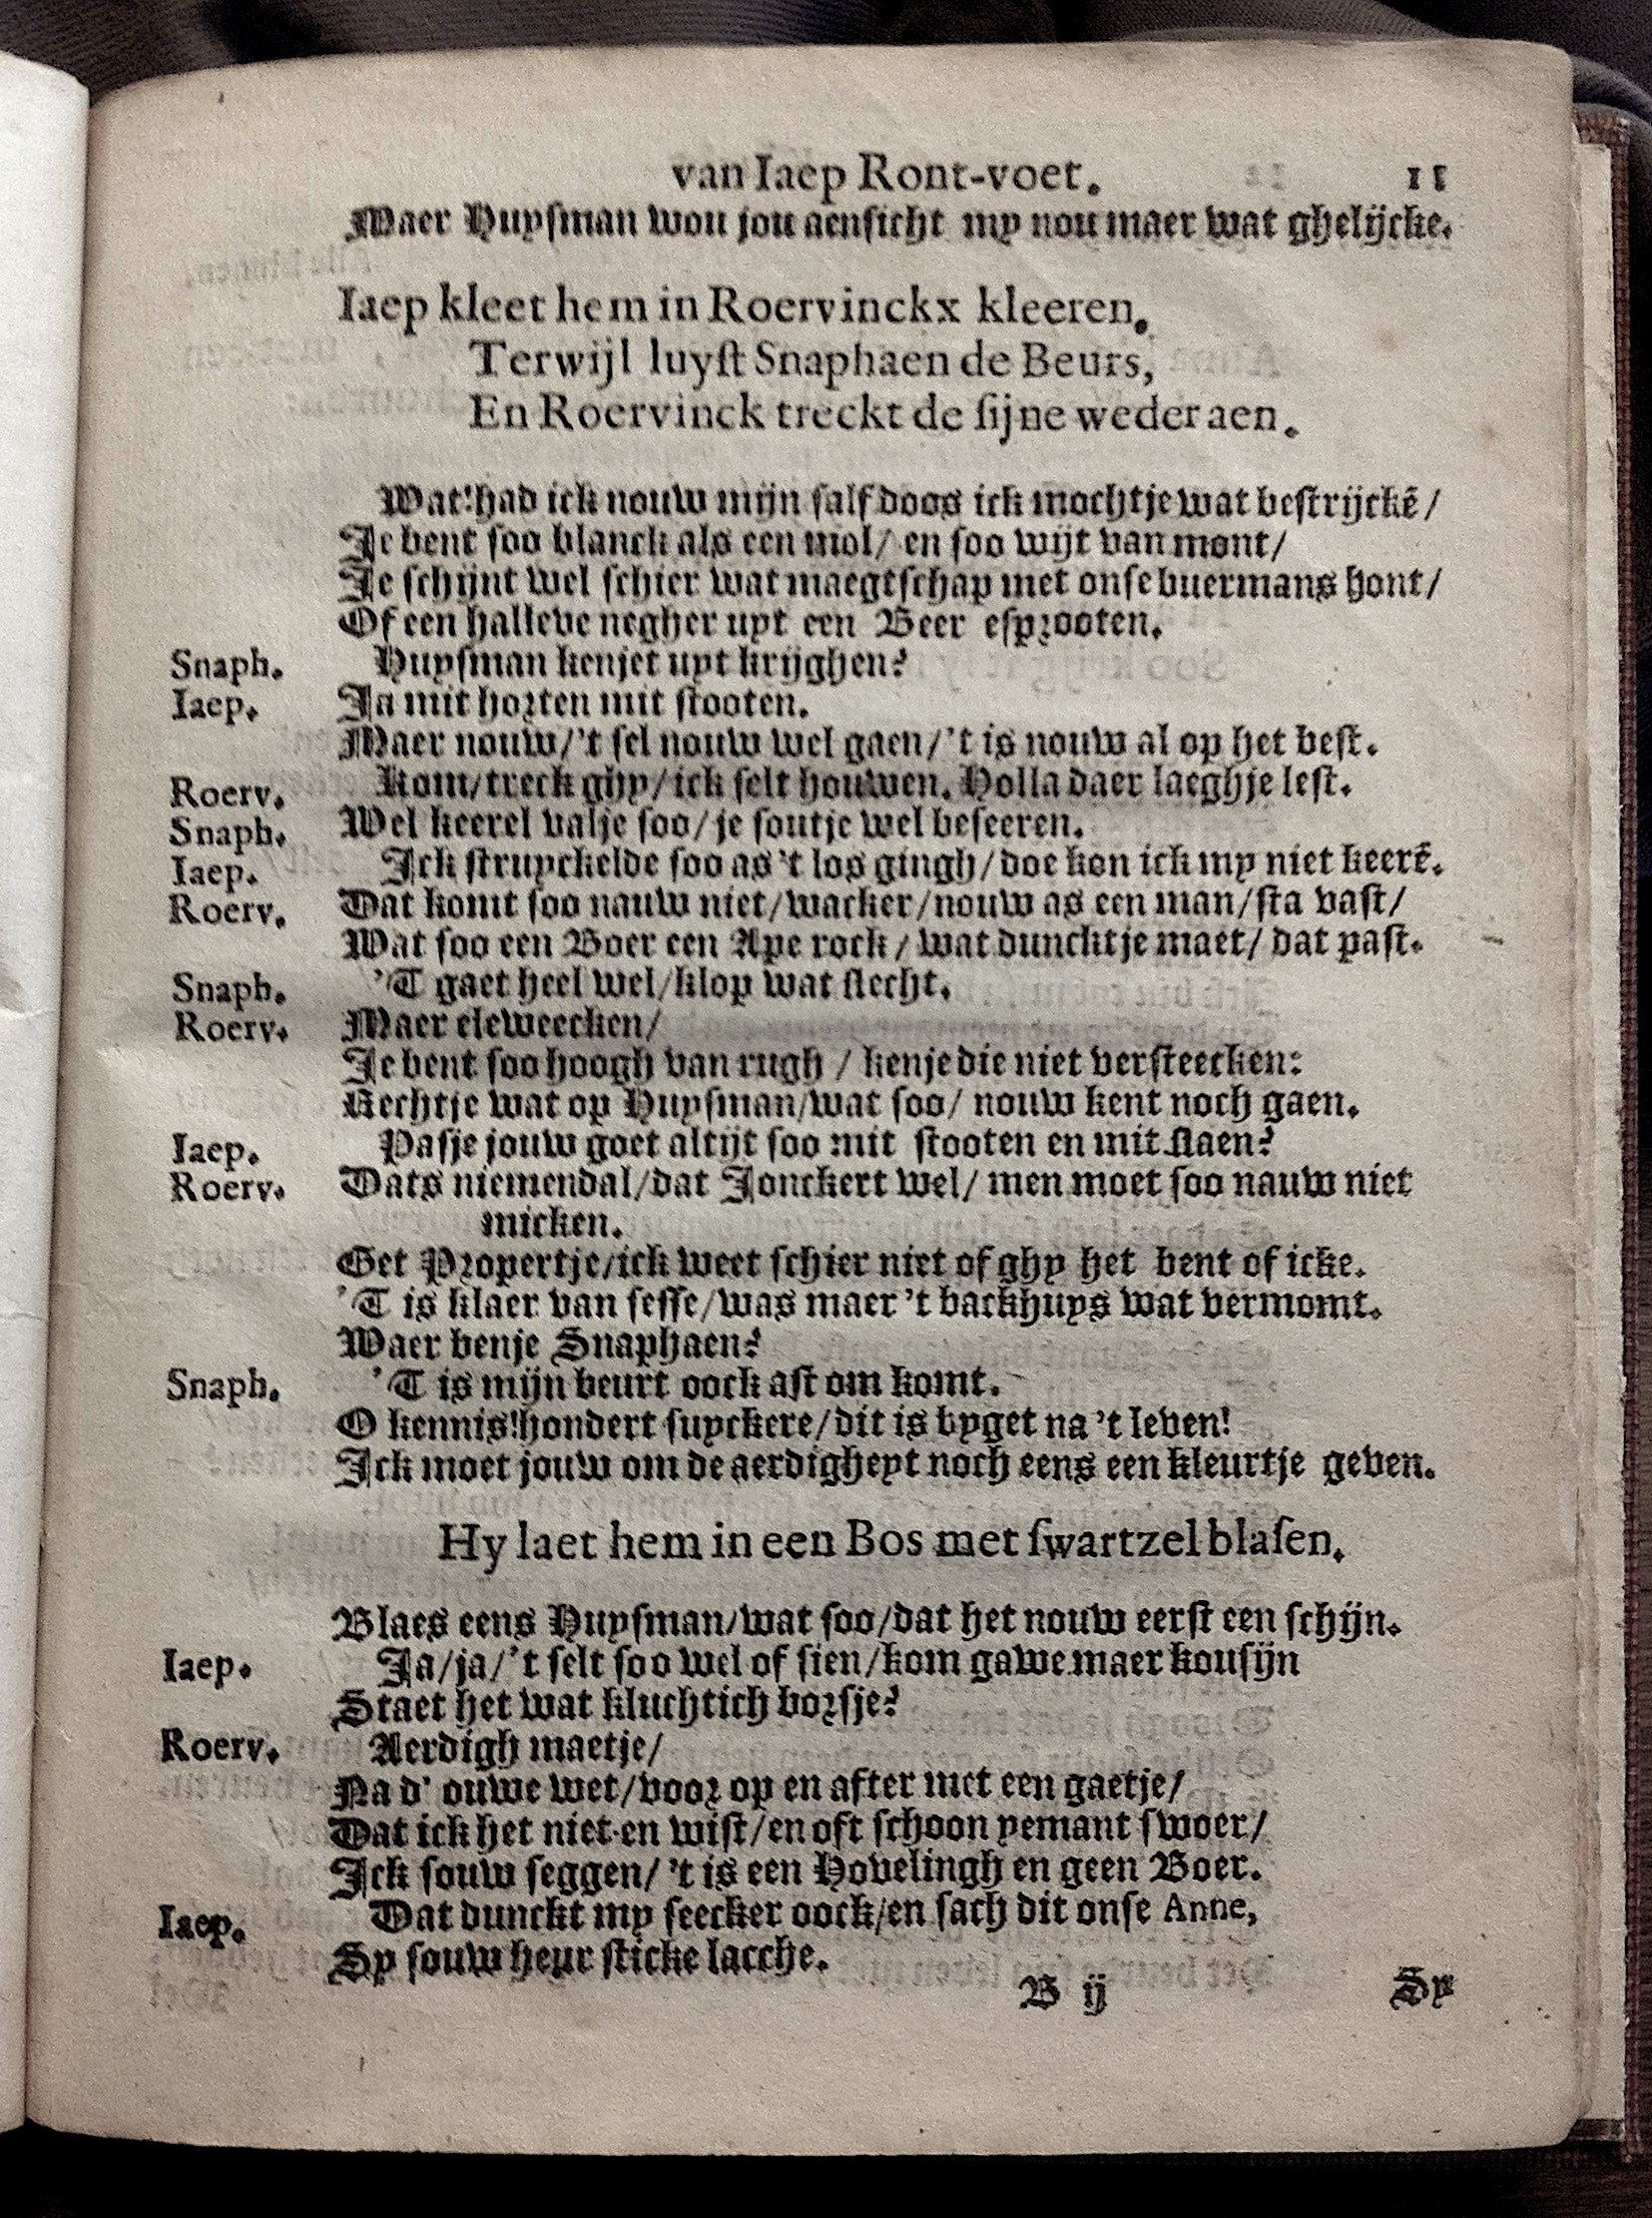 van Iaep Ront-voet. 11
Maer Huysman wou jou aensicht my nou maer wat ghelijcke.
Iaep kleet hem in Roervinckx kleeren.
Terwijl luyſt Snaphaen de Beurs,
En Roervinck treckt de ſijne weder aen.
Wat! had ick nouw mijn ſalfdoos ick mochtje wat beſtrijckē/
Je bent ſoo blanck als een mol/ en ſoo wijt van mont/
Je ſchijnt wel ſchier wat maegtſchap met onſe buermans hont/
Of een halleve negher uyt een Beer eſprooten.
Snaph. Huyſman kenjet uyt krijghen?
Iaep. Ja mit horten mit ſtooten.
Maer nouw/'t ſel nouw wel gaen/'t is nouw al op het beſt.
Roerv. Kom/treck ghy/ick ſelt houwen. Holla daer laeghje leſt.
Snaph. Wel keerel valje ſoo/je ſoutje wel beſeeren.
Iaep. Ick ſtruyckelde ſoo as 't los gingh/doe kon ick my niet keerē.
Roerv. Dat komt ſoo nauw niet/wacker/nouw as een man/ſta vaſt/
Wat ſoo een Boer een Ape rock/ wat duncktje maet/ dat paſt.
Snaph. 'T gaet heel wel/klop wat ſlecht.
Roerv. Maer eleweecken/
Je bent ſoo hoogh van rugh / kenje die niet verſteecken:
Rechtje wat op Huyſman/wat ſoo/ nouw kent noch gaen.
Iaep. Paſje jouw goet altijt ſoo mit ſtooten en mit ſlaen?
Roerv. Dats niemendal/dat Jonckert wel/ men moet ſoo nauw niet
micken.
Get Propertje/ick weet ſchier niet of ghy het bent of icke.
'T is klaer van ſeſſe/was maer 't backhuys wat vermomt.
Waer benje Snaphaen?
Snaph. 'T is mijn beurt oock aſt om komt.
O kennis! hondert ſuyckere/dit is byget na 't leven!
Ick moet jouw om de aerdigheyt noch eens een kleurtje geven.
Hy laet hem in een Bos met ſwartzel blaſen.
Blaes eens Huyſman/wat ſoo/dat het nouw eerſt een ſchijn.
Iaep. Ja/ja/'t ſelt ſoo wel of ſien/kom gawe maer kouſijn
Staet het wat kluchtich borſje?
Roerv. Aerdigh maetje/
Na d' ouwe wet/voor op en after met een gaetje/
Dat ick het niet en wiſt/en oft ſchoon yemant ſwoer/
Ick ſouw ſeggen/ 't is een Hovelingh en geen Boer.
Iaep. Dat dunckt my ſeecker oock/en ſach dit onſe Anne,
Sy ſouw heur ſticke lacche.
B ij Sy